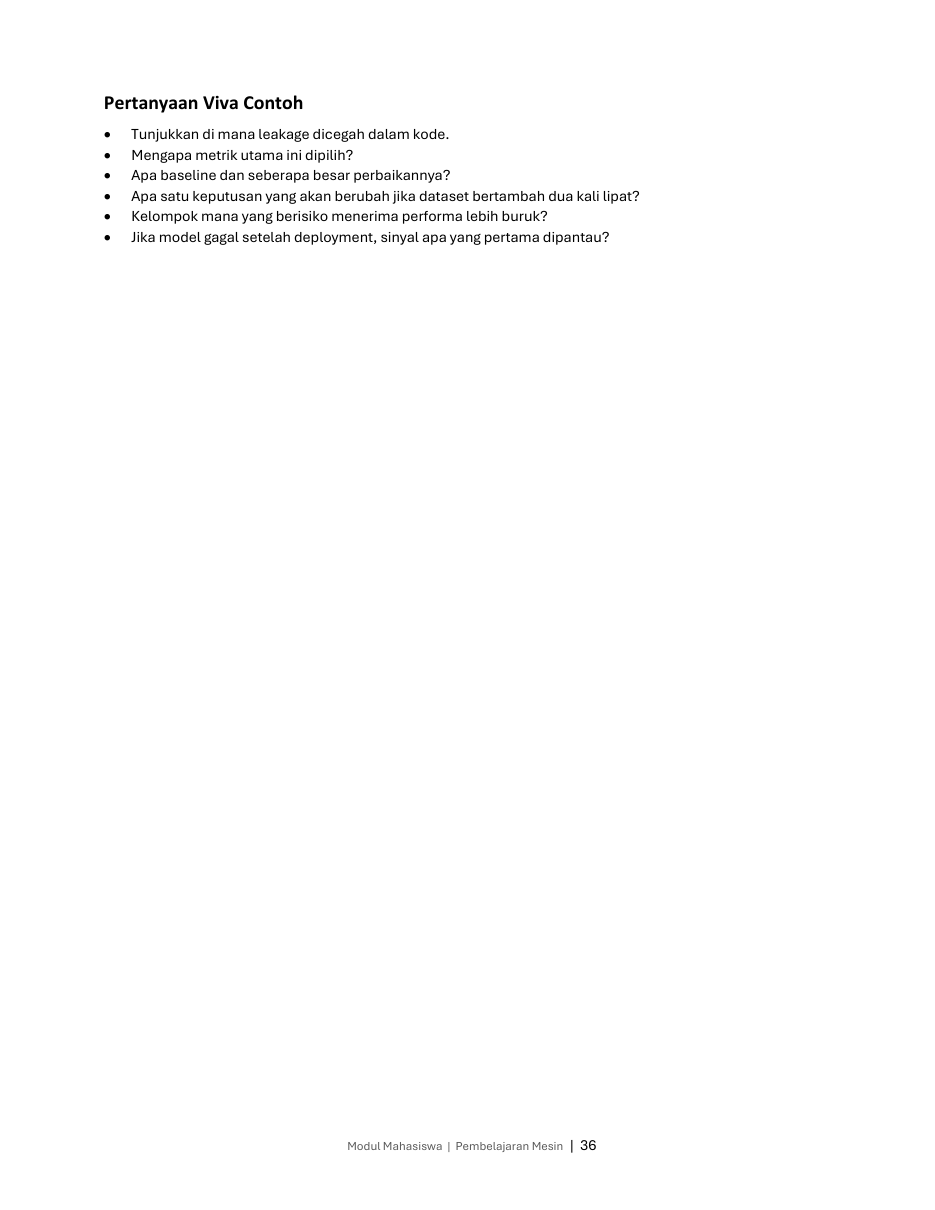 Pertanyaan Viva Contoh
• Tunjukkan di mana leakage dicegah dalam kode.
• Mengapa metrik utama ini dipilih?
• Apa baseline dan seberapa besar perbaikannya?
• Apa satu keputusan yang akan berubah jika dataset bertambah dua kali lipat?
• Kelompok mana yang berisiko menerima performa lebih buruk?
• Jika model gagal setelah deployment, sinyal apa yang pertama dipantau?
Modul Mahasiswa | Pembelajaran Mesin | 36